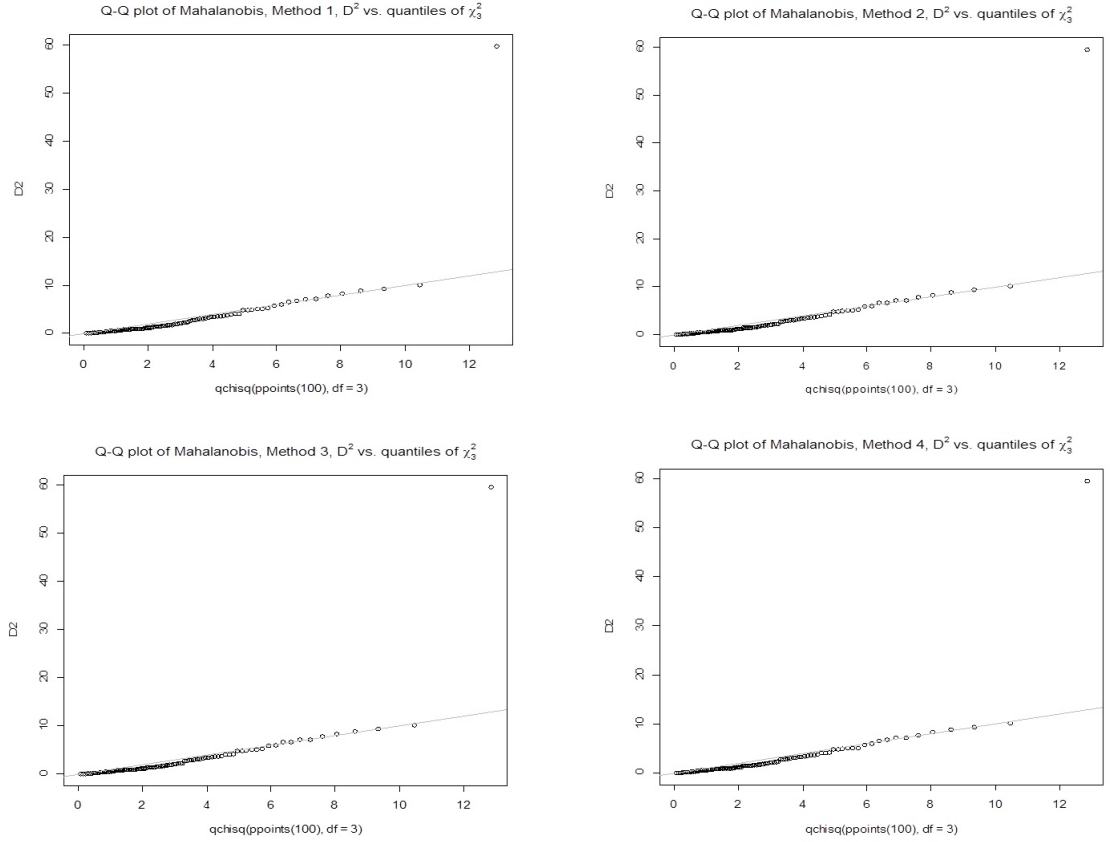 Q-Q plot of Mahalanobis, Method 1, D² vs. quantiles of χ²₃
60
50
40
30
20
10
0
D2
0 2 4 6 8 10 12
qchisq(ppoints(100), df = 3)
Q-Q plot of Mahalanobis, Method 2, D² vs. quantiles of χ²₃
60
50
40
30
20
10
0
D2
0 2 4 6 8 10 12
qchisq(ppoints(100), df = 3)
Q-Q plot of Mahalanobis, Method 3, D² vs. quantiles of χ²₃
60
50
40
30
20
10
0
D2
0 2 4 6 8 10 12
qchisq(ppoints(100), df = 3)
Q-Q plot of Mahalanobis, Method 4, D² vs. quantiles of χ²₃
60
50
40
30
20
10
0
D2
0 2 4 6 8 10 12
qchisq(ppoints(100), df = 3)